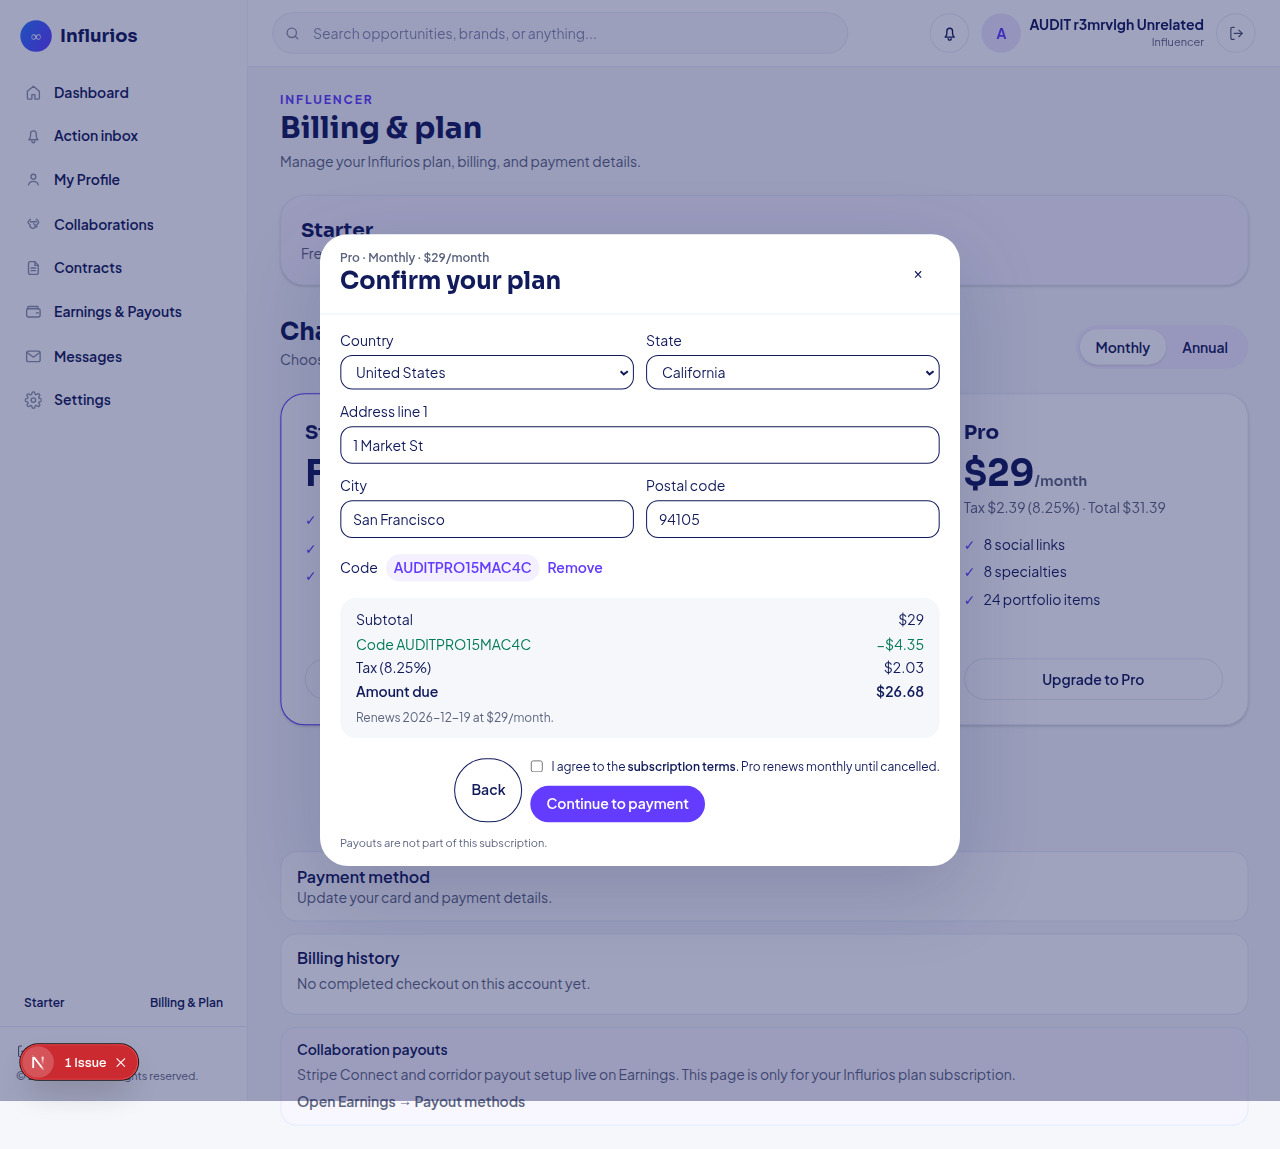 Influrios
Search opportunities, brands, or anything...
A
AUDIT r3mrvlgh Unrelated
Influencer
Dashboard
Action inbox
My Profile
Collaborations
Contracts
Earnings & Payouts
Messages
Settings
INFLUENCER
Billing & plan
Manage your Influrios plan, billing, and payment details.
Starter
Monthly
Annual
Pro · Monthly · $29/month
Confirm your plan
×
Country
State
United States
California
Address line 1
1 Market St
City
Postal code
San Francisco
94105
Code AUDITPRO15MAC4C Remove
Subtotal $29
Code AUDITPRO15MAC4C −$4.35
Tax (8.25%) $2.03
Amount due $26.68
Renews 2026-12-19 at $29/month.
Back
I agree to the subscription terms. Pro renews monthly until cancelled.
Continue to payment
Payouts are not part of this subscription.
Pro
$29/month
Tax $2.39 (8.25%) · Total $31.39
✓ 8 social links
✓ 8 specialties
✓ 24 portfolio items
Upgrade to Pro
Payment method
Update your card and payment details.
Billing history
No completed checkout on this account yet.
Collaboration payouts
Stripe Connect and corridor payout setup live on Earnings. This page is only for your Influrios plan subscription.
Open Earnings → Payout methods
Starter
Billing & Plan
N 1 Issue ×
reserved.